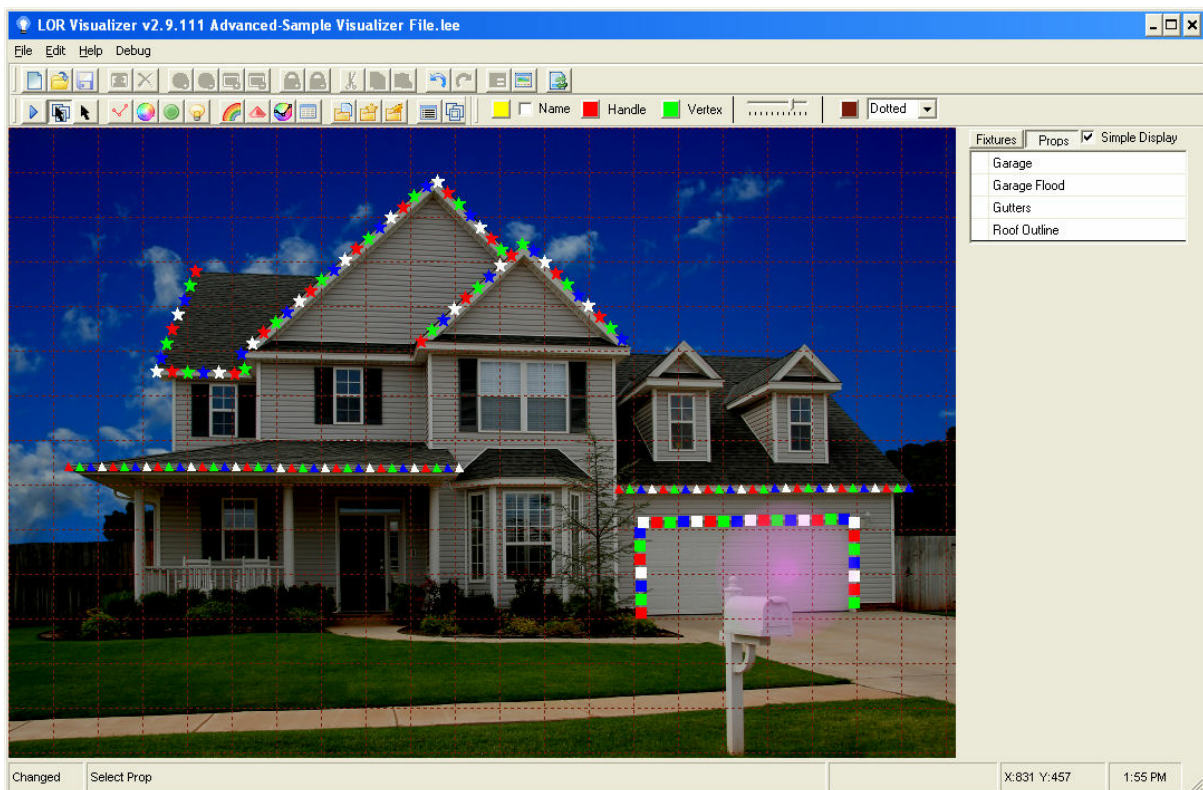 LOR Visualizer v2.9.111 Advanced-Sample Visualizer File.lee
File Edit Help Debug
Name Handle Vertex Dotted
Fixtures Props Simple Display
Garage
Garage Flood
Gutters
Roof Outline
Changed Select Prop X:831 Y:457 1:55 PM